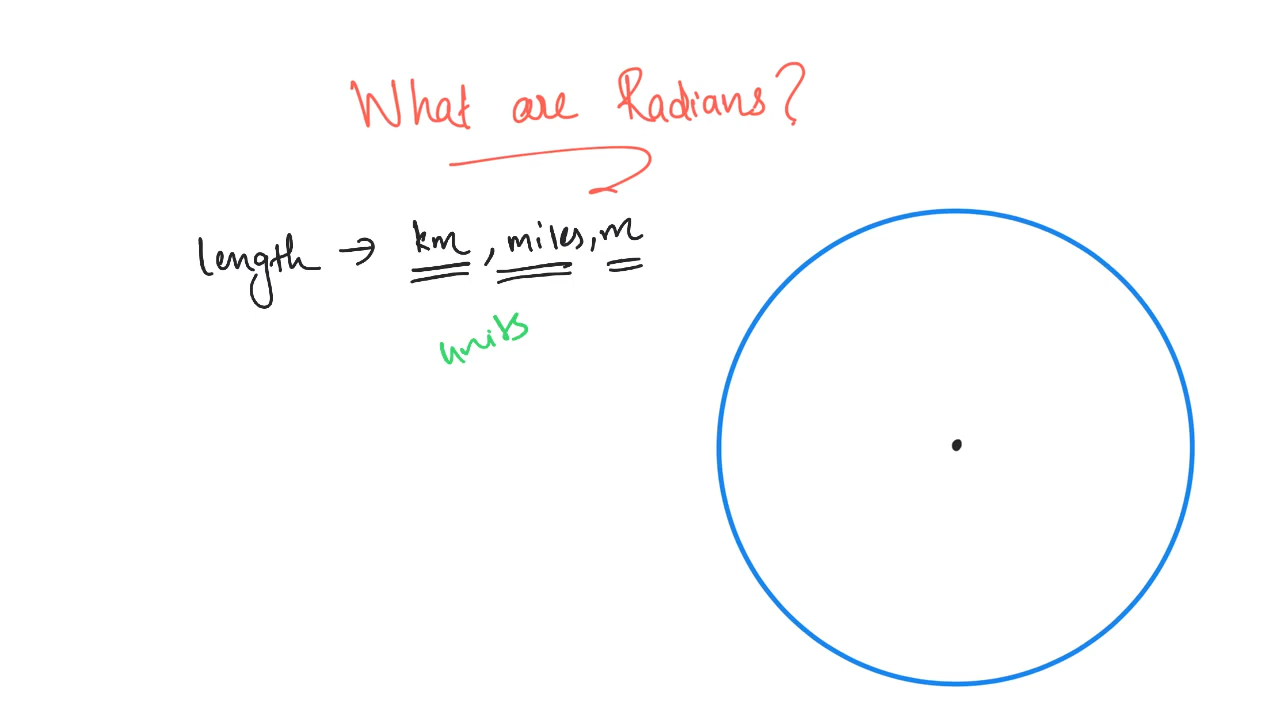 What are Radians?
length → km, miles, m
units